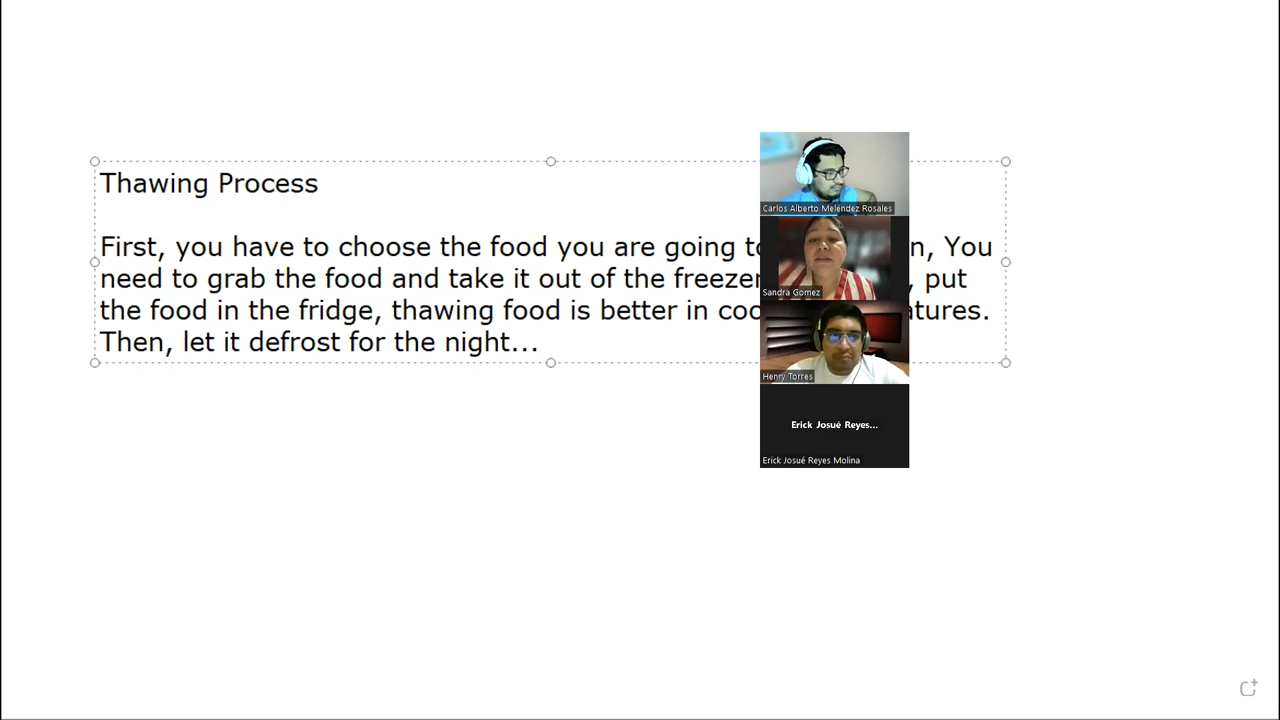 Thawing Process
First, you have to choose the food you are going to n, You
need to grab the food and take it out of the freezer , put
the food in the fridge, thawing food is better in
Then, let it defrost for the night...
Carlos Alberto Meléndez Rosales
Sandra Gomez
Henry Torres
Erick Josué Reyes...
Erick Josué Reyes Molina